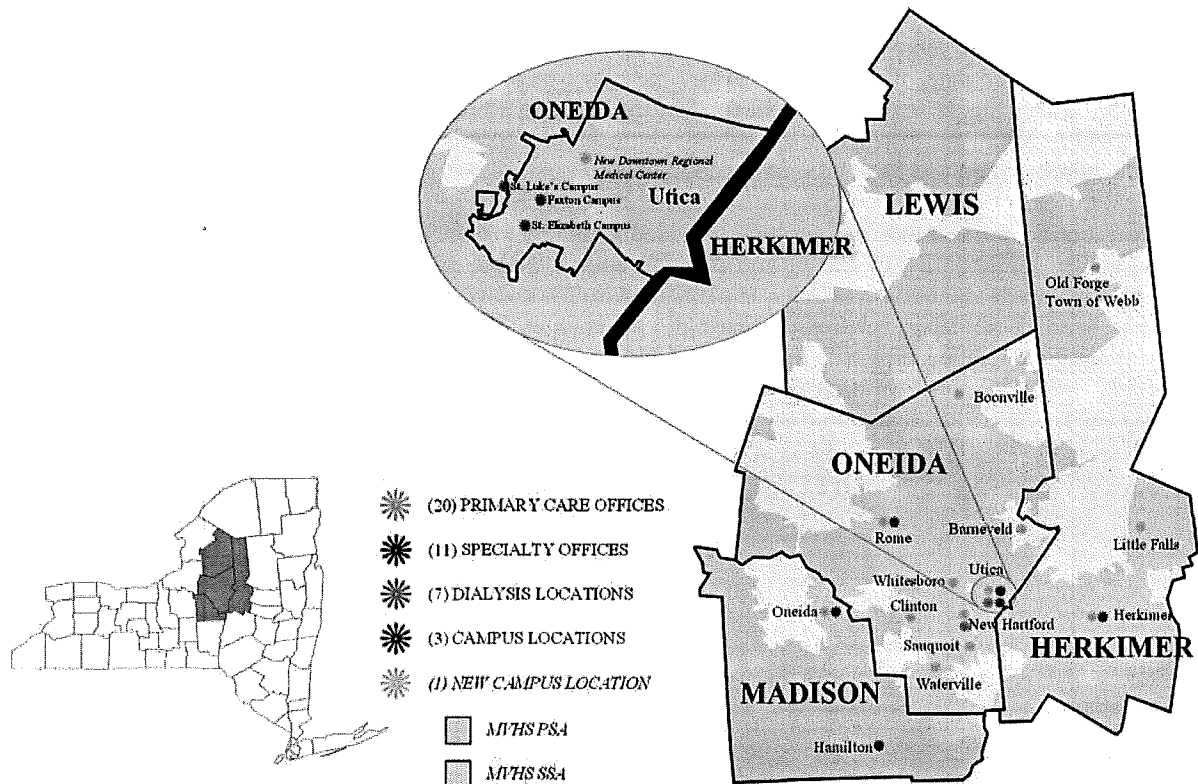 ONEIDA
New Downtown Regional
Medical Center
St. Luke's Campus
Faxton Campus
Utica
St. Elizabeth Campus
HERKIMER
LEWIS
Old Forge
Town of Webb
Boonville
ONEIDA
Rome
Barneveld
Little Falls
Utica
Whitesboro
Clinton
Oneida
New Hartford
Herkimer
Sauquoit
HERKIMER
Waterville
MADISON
Hamilton
(20) PRIMARY CARE OFFICES
(11) SPECIALTY OFFICES
(7) DIALYSIS LOCATIONS
(3) CAMPUS LOCATIONS
(1) NEW CAMPUS LOCATION
MVHS PSA
MVHS SSA